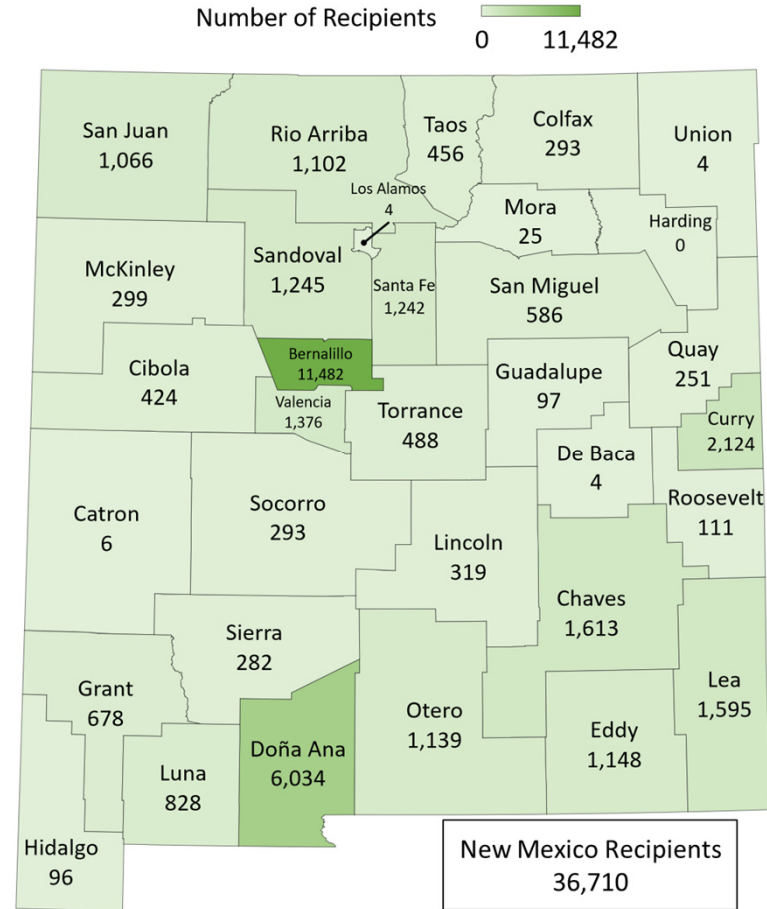 Number of Recipients
0 11,482
San Juan
1,066
Rio Arriba
1,102
Taos
456
Colfax
293
Union
4
Los Alamos
4
Mora
25
Harding
0
McKinley
299
Sandoval
1,245
Santa Fe
1,242
San Miguel
586
Cibola
424
Bernalillo
11,482
Valencia
1,376
Torrance
488
Guadalupe
97
Quay
251
Curry
2,124
De Baca
4
Roosevelt
111
Catron
6
Socorro
293
Lincoln
319
Chaves
1,613
Sierra
282
Grant
678
Lea
1,595
Otero
1,139
Eddy
1,148
Doña Ana
6,034
Luna
828
Hidalgo
96
New Mexico Recipients
36,710